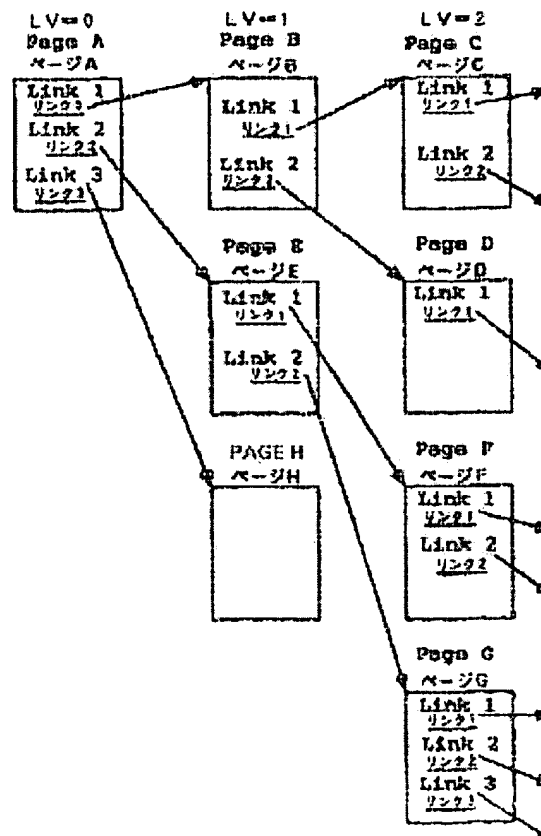 LV=0
Page A
ページA
Link 1
リンク1
Link 2
リンク2
Link 3
リンク3
LV=1
Page B
ページB
Link 1
リンク1
Link 2
リンク2
Page E
ページE
Link 1
リンク1
Link 2
リンク2
PAGE H
ページH
LV=2
Page C
ページC
Link 1
リンク1
Link 2
リンク2
Page D
ページD
Link 1
リンク1
Page F
ページF
Link 1
リンク1
Link 2
リンク2
Page G
ページG
Link 1
リンク1
Link 2
リンク2
Link 3
リンク3